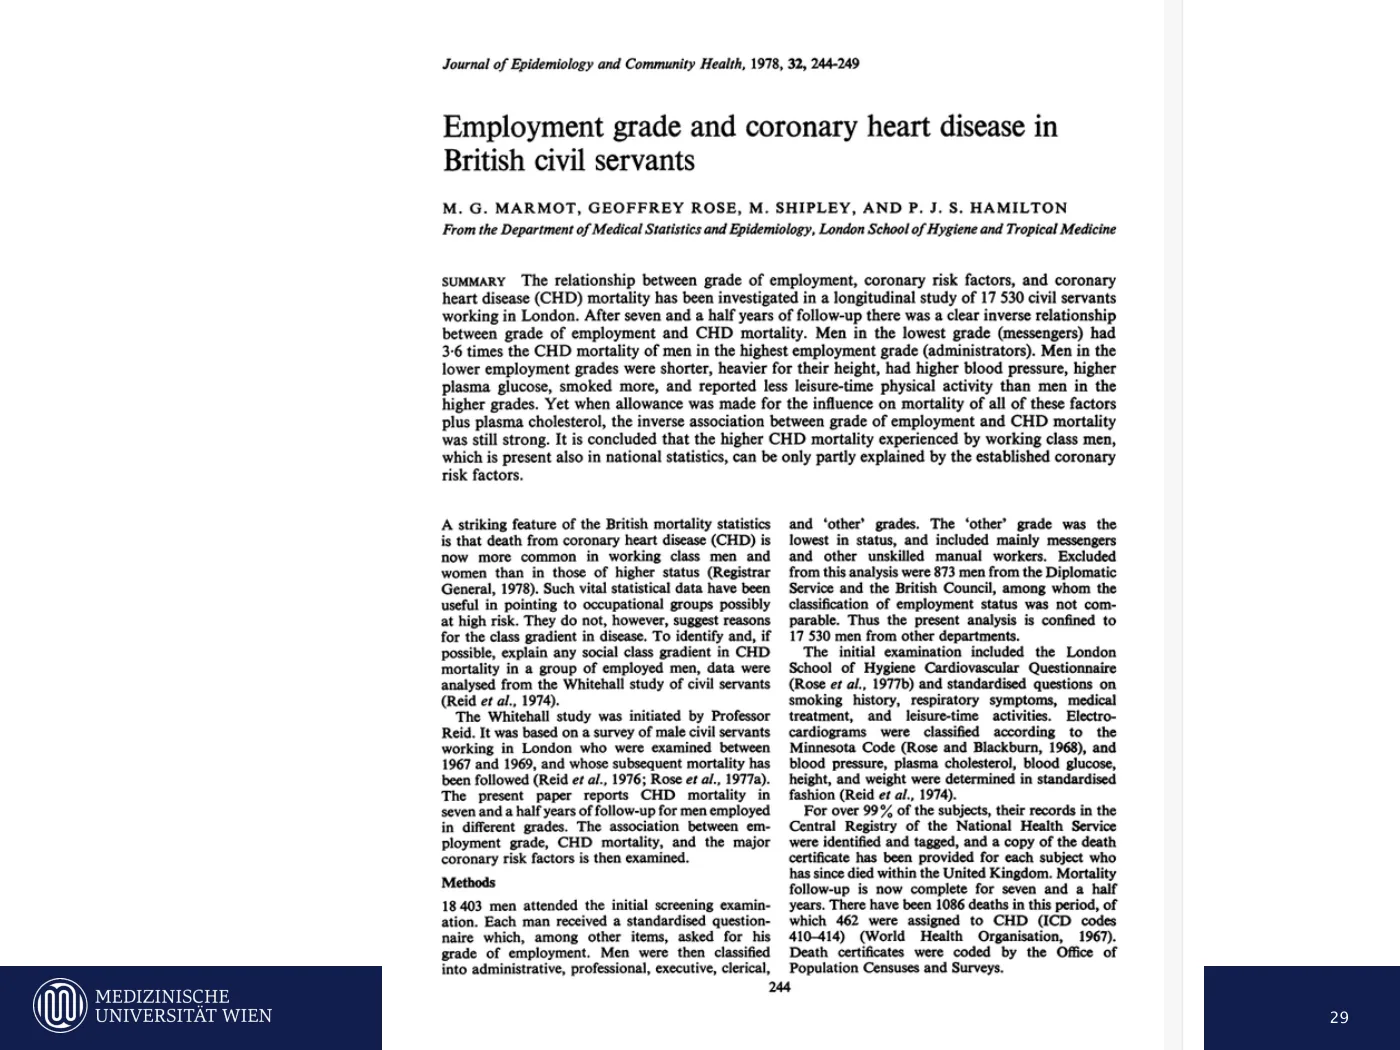 Journal of Epidemiology and Community Health, 1978, 32, 244-249
Employment grade and coronary heart disease in
British civil servants
M. G. MARMOT, GEOFFREY ROSE, M. SHIPLEY, AND P. J. S. HAMILTON
From the Department of Medical Statistics and Epidemiology, London School of Hygiene and Tropical Medicine
SUMMARY The relationship between grade of employment, coronary risk factors, and coronary
heart disease (CHD) mortality has been investigated in a longitudinal study of 17 530 civil servants
working in London. After seven and a half years of follow-up there was a clear inverse relationship
between grade of employment and CHD mortality. Men in the lowest grade (messengers) had
3·6 times the CHD mortality of men in the highest employment grade (administrators). Men in the
lower employment grades were shorter, heavier for their height, had higher blood pressure, higher
plasma glucose, smoked more, and reported less leisure-time physical activity than men in the
higher grades. Yet when allowance was made for the influence on mortality of all of these factors
plus plasma cholesterol, the inverse association between grade of employment and CHD mortality
was still strong. It is concluded that the higher CHD mortality experienced by working class men,
which is present also in national statistics, can be only partly explained by the established coronary
risk factors.
A striking feature of the British mortality statistics
is that death from coronary heart disease (CHD) is
now more common in working class men and
women than in those of higher status (Registrar
General, 1978). Such vital statistical data have been
useful in pointing to occupational groups possibly
at high risk. They do not, however, suggest reasons
for the class gradient in disease. To identify and, if
possible, explain any social class gradient in CHD
mortality in a group of employed men, data were
analysed from the Whitehall study of civil servants
(Reid et al., 1974).
The Whitehall study was initiated by Professor
Reid. It was based on a survey of male civil servants
working in London who were examined between
1967 and 1969, and whose subsequent mortality has
been followed (Reid et al., 1976; Rose et al., 1977a).
The present paper reports CHD mortality in
seven and a half years of follow-up for men employed
in different grades. The association between em-
ployment grade, CHD mortality, and the major
coronary risk factors is then examined.
Methods
18 403 men attended the initial screening examin-
ation. Each man received a standardised question-
naire which, among other items, asked for his
grade of employment. Men were then classified
into administrative, professional, executive, clerical,
and 'other' grades. The 'other' grade was the
lowest in status, and included mainly messengers
and other unskilled manual workers. Excluded
from this analysis were 873 men from the Diplomatic
Service and the British Council, among whom the
classification of employment status was not com-
parable. Thus the present analysis is confined to
17 530 men from other departments.
The initial examination included the London
School of Hygiene Cardiovascular Questionnaire
(Rose et al., 1977b) and standardised questions on
smoking history, respiratory symptoms, medical
treatment, and leisure-time activities. Electro-
cardiograms were classified according to the
Minnesota Code (Rose and Blackburn, 1968), and
blood pressure, plasma cholesterol, blood glucose,
height, and weight were determined in standardised
fashion (Reid et al., 1974).
For over 99% of the subjects, their records in the
Central Registry of the National Health Service
were identified and tagged, and a copy of the death
certificate has been provided for each subject who
has since died within the United Kingdom. Mortality
follow-up is now complete for seven and a half
years. There have been 1086 deaths in this period, of
which 462 were assigned to CHD (ICD codes
410–414) (World Health Organisation, 1967).
Death certificates were coded by the Office of
Population Censuses and Surveys.
244
MEDIZINISCHE
UNIVERSITÄT WIEN
29